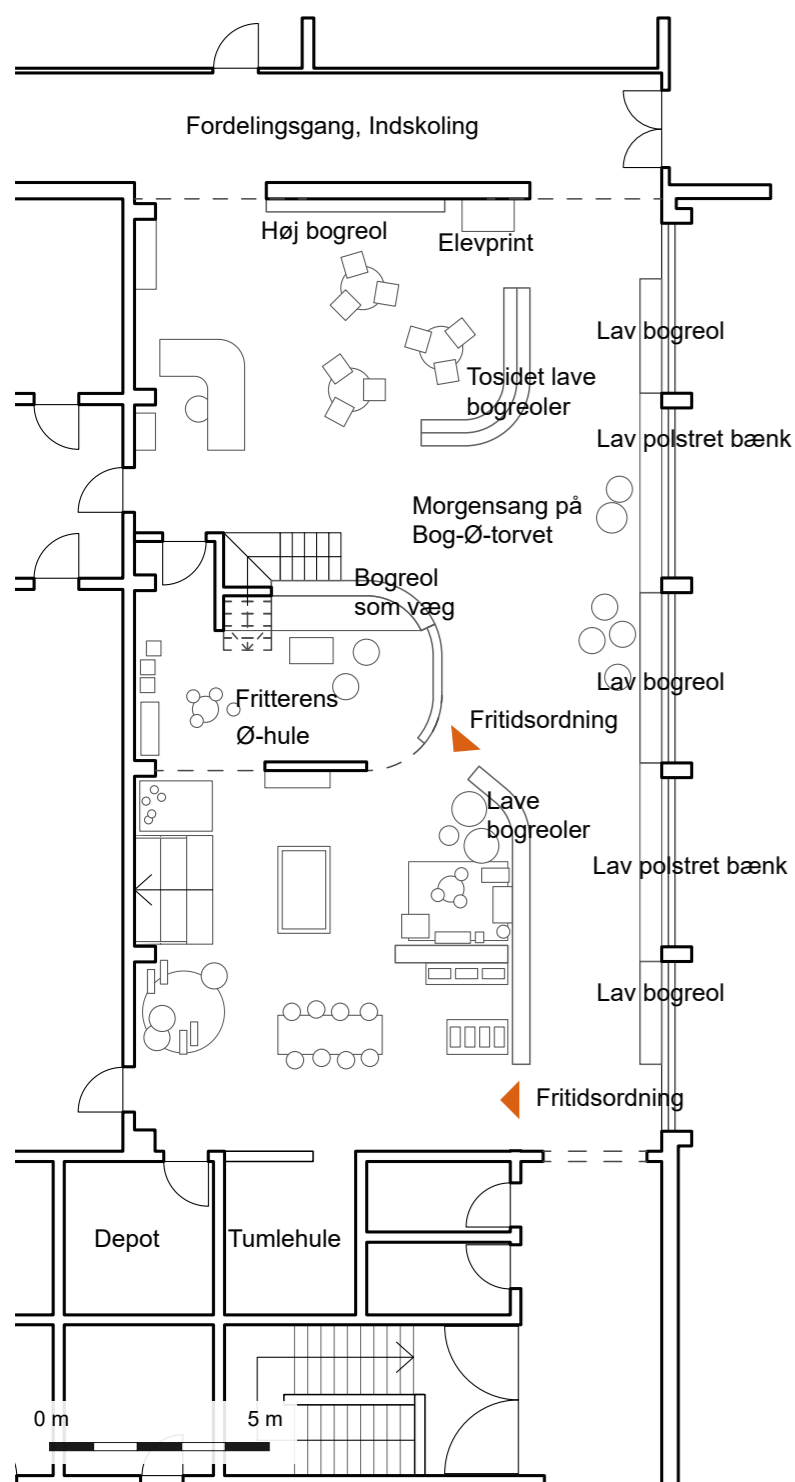 Fordelingsgang, Indskoling
Høj bogreol
Elevprint
Lav bogreol
Tosidet lave
bogreoler
Lav polstret bænk
Morgensang på
Bog-Ø-torvet
Bogreol
som væg
Fritterens
Ø-hule
Lav bogreol
Fritidsordning
Lave
bogreoler
Lav polstret bænk
Lav bogreol
Fritidsordning
Depot
Tumlehule
0 m
5 m